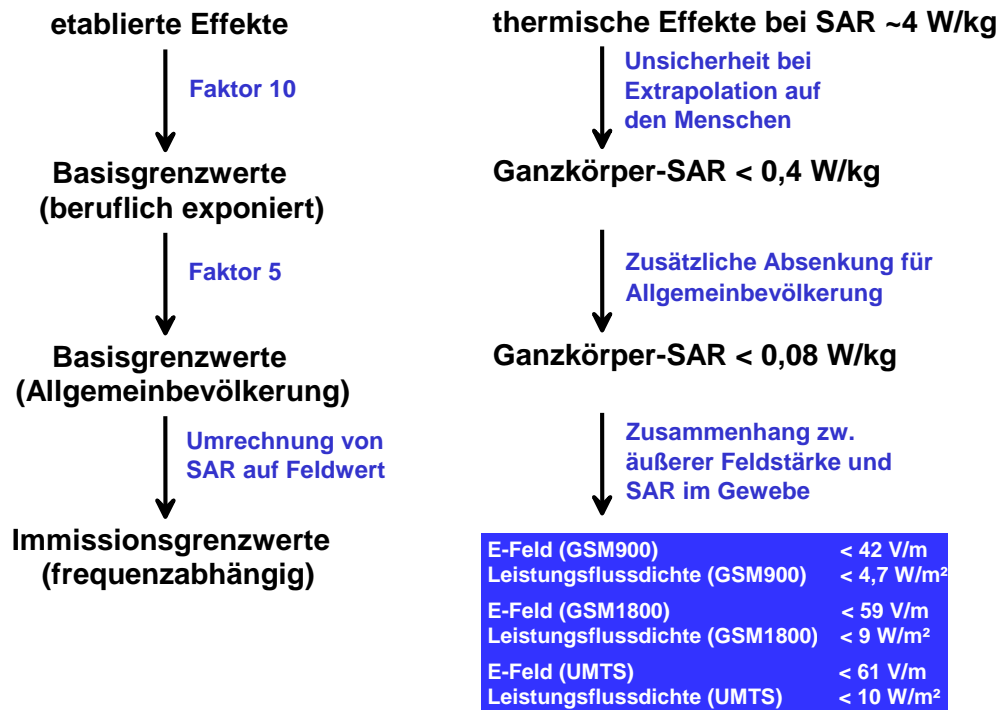 etablierte Effekte
thermische Effekte bei SAR ~4 W/kg
Faktor 10
Unsicherheit bei
Extrapolation auf
den Menschen
Basisgrenzwerte
(beruflich exponiert)
Ganzkörper-SAR < 0,4 W/kg
Faktor 5
Zusätzliche Absenkung für
Allgemeinbevölkerung
Basisgrenzwerte
(Allgemeinbevölkerung)
Ganzkörper-SAR < 0,08 W/kg
Umrechnung von
SAR auf Feldwert
Zusammenhang zw.
äußerer Feldstärke und
SAR im Gewebe
Immissionsgrenzwerte
(frequenzabhängig)
E-Feld (GSM900) < 42 V/m
Leistungsflussdichte (GSM900) < 4,7 W/m²
E-Feld (GSM1800) < 59 V/m
Leistungsflussdichte (GSM1800) < 9 W/m²
E-Feld (UMTS) < 61 V/m
Leistungsflussdichte (UMTS) < 10 W/m²